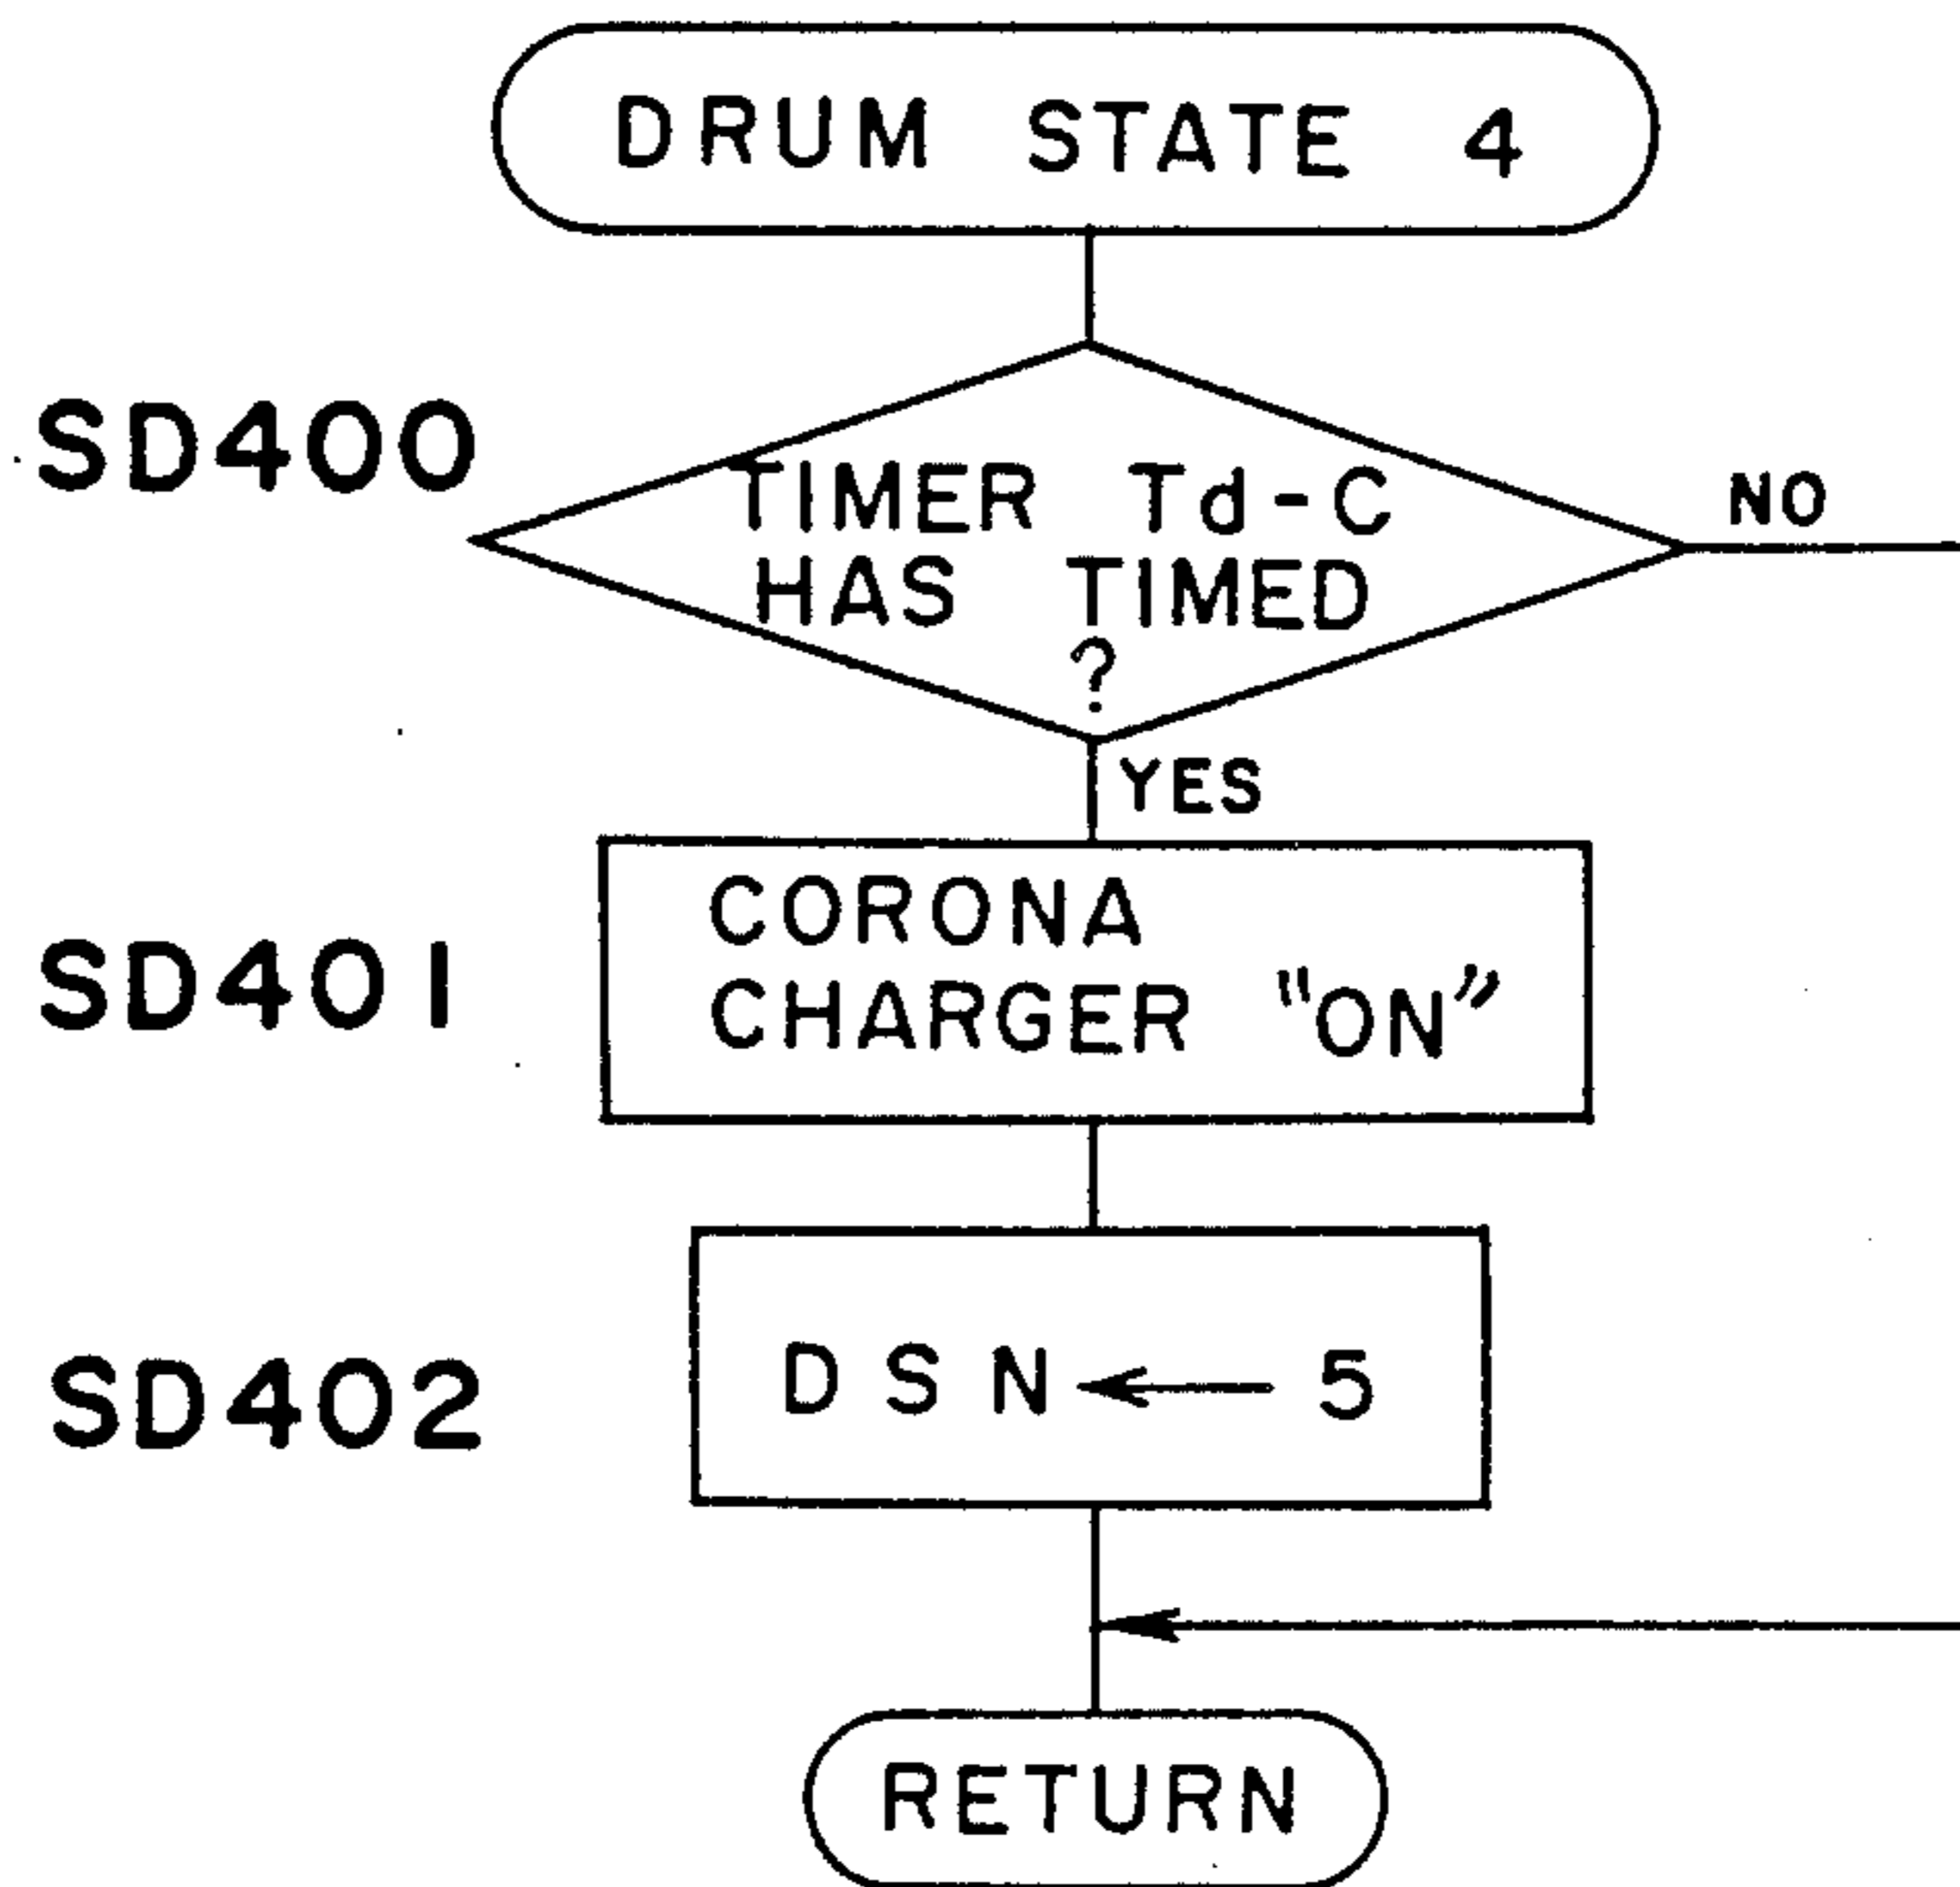 DRUM STATE 4
SD400
TIMER Td-C
HAS TIMED
?
NO
YES
SD401
CORONA
CHARGER "ON"
SD402
DSN ← 5
RETURN